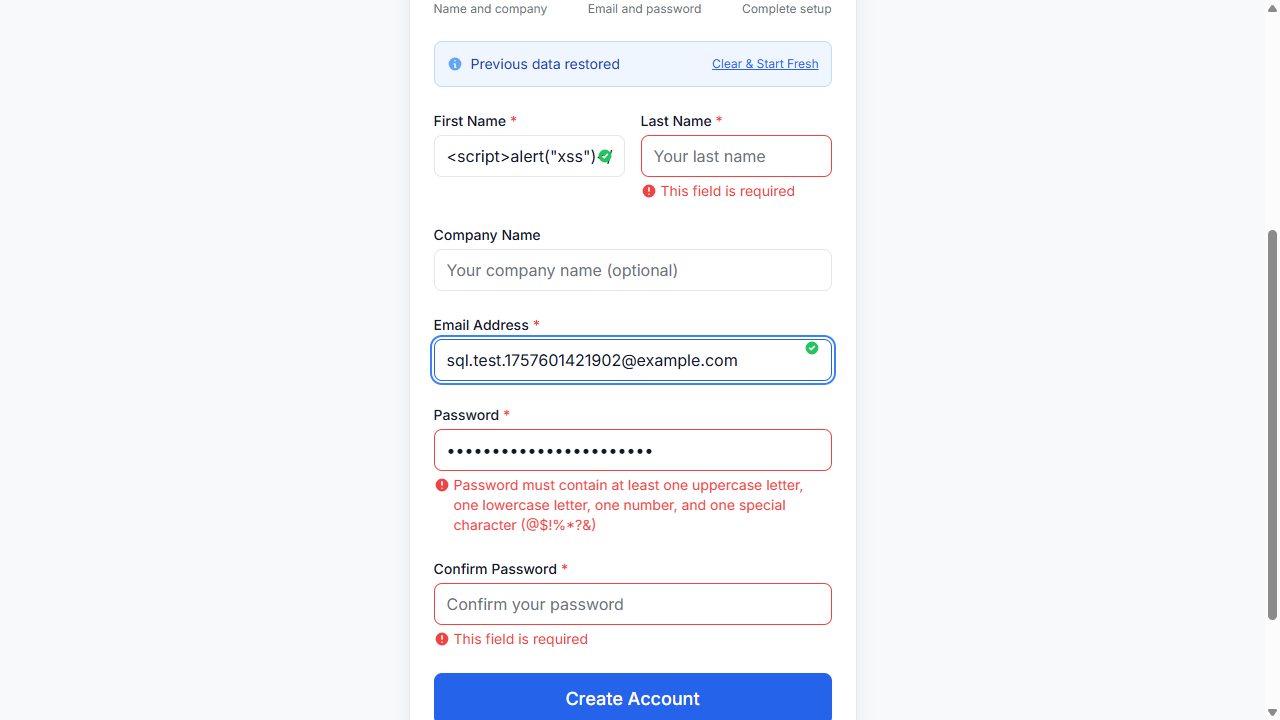 Name and company Email and password Complete setup
Previous data restored Clear & Start Fresh
First Name * Last Name *
<script>alert("xss")</ Your last name
This field is required
Company Name
Your company name (optional)
Email Address *
sql.test.1757601421902@example.com
Password *
•••••••••••••••••••••••
Password must contain at least one uppercase letter,
one lowercase letter, one number, and one special
character (@$!%*?&)
Confirm Password *
Confirm your password
This field is required
Create Account